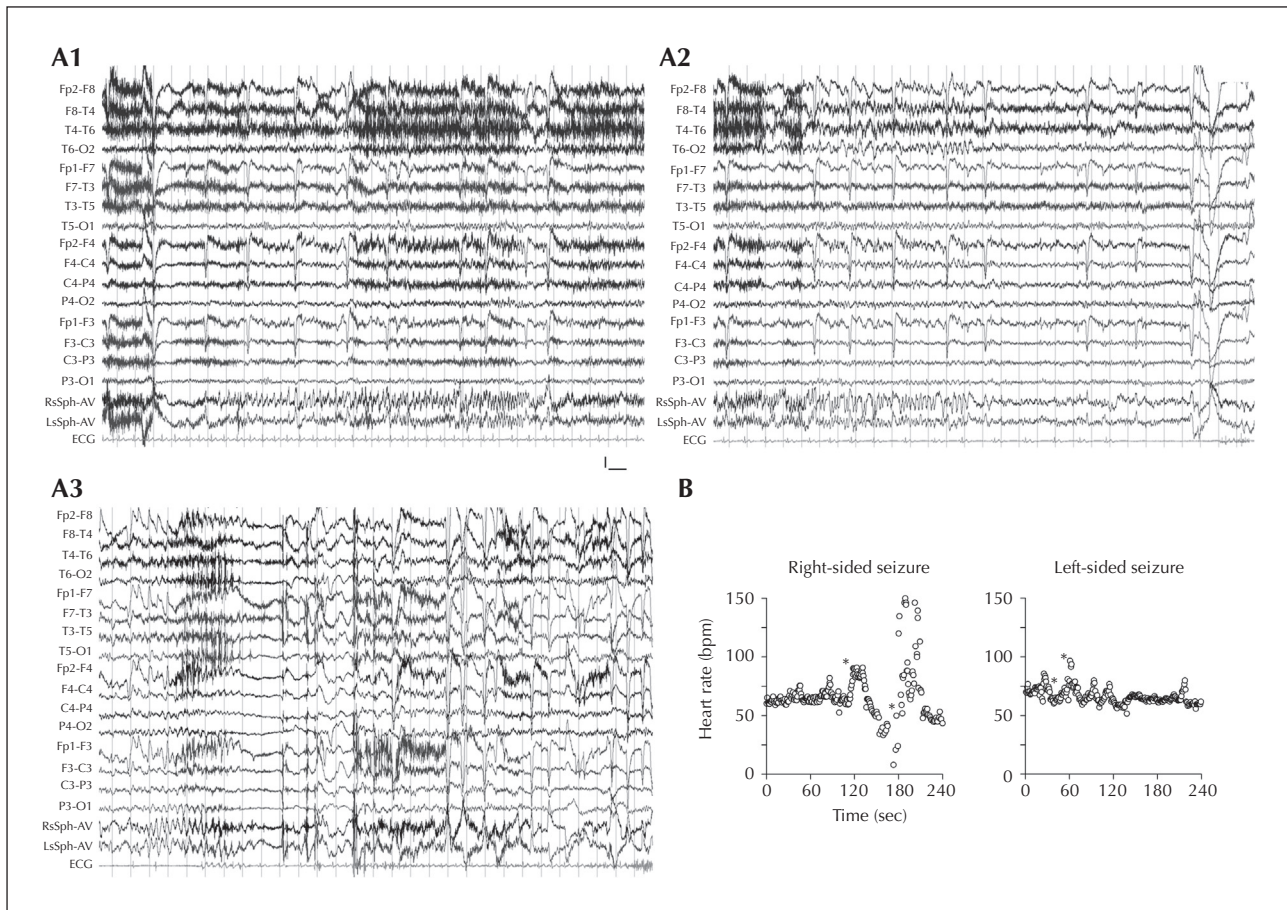 A1
Fp2-F8
F8-T4
T4-T6
T6-O2
Fp1-F7
F7-T3
T3-T5
T5-O1
Fp2-F4
F4-C4
C4-P4
P4-O2
Fp1-F3
F3-C3
C3-P3
P3-O1
RsSph-AV
LsSph-AV
ECG
A2
Fp2-F8
F8-T4
T4-T6
T6-O2
Fp1-F7
F7-T3
T3-T5
T5-O1
Fp2-F4
F4-C4
C4-P4
P4-O2
Fp1-F3
F3-C3
C3-P3
P3-O1
RsSph-AV
LsSph-AV
ECG
A3
Fp2-F8
F8-T4
T4-T6
T6-O2
Fp1-F7
F7-T3
T3-T5
T5-O1
Fp2-F4
F4-C4
C4-P4
P4-O2
Fp1-F3
F3-C3
C3-P3
P3-O1
RsSph-AV
LsSph-AV
ECG
B
Right-sided seizure
Heart rate (bpm)
150
100
50
0
*
*
0 60 120 180 240
Time (sec)
Left-sided seizure
150
100
50
0
*
*
0 60 120 180 240